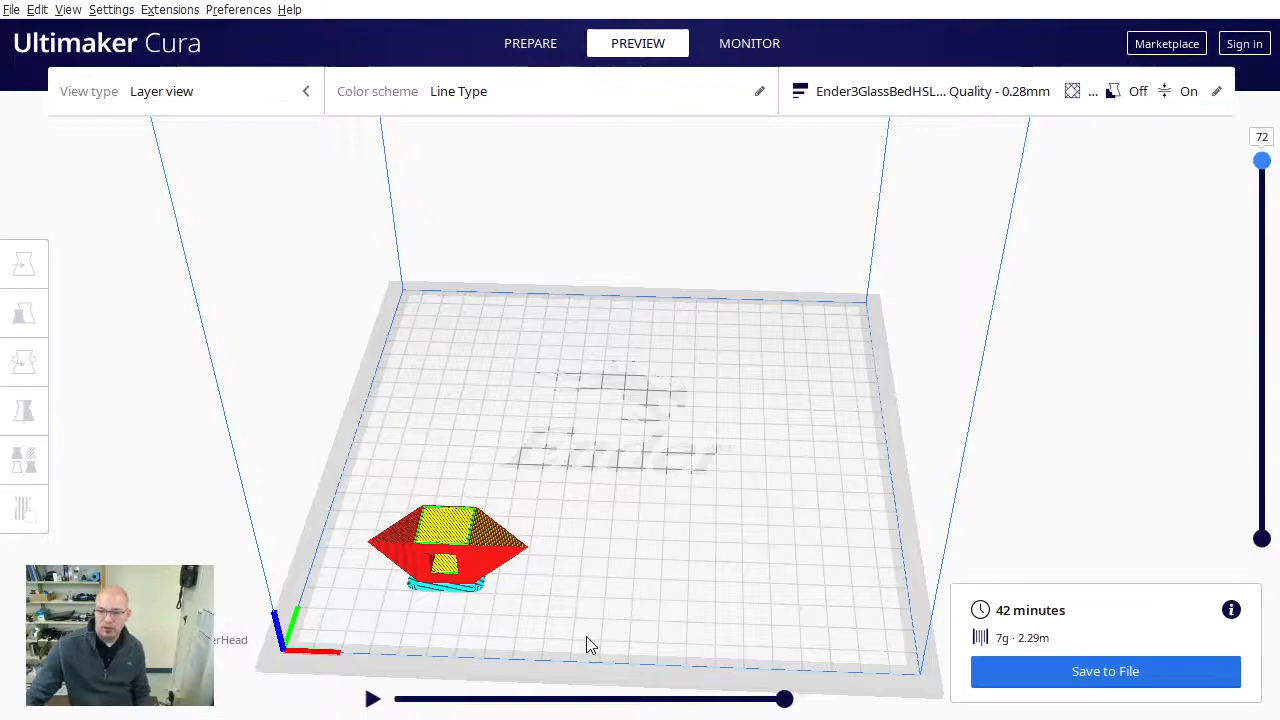 File Edit View Settings Extensions Preferences Help
Ultimaker Cura
PREPARE PREVIEW MONITOR
Marketplace Sign in
View type Layer view
Color scheme Line Type
Ender3GlassBedHSL... Quality - 0.28mm ... Off On
72
Ender
42 minutes
erHead
7g · 2.29m
Save to File